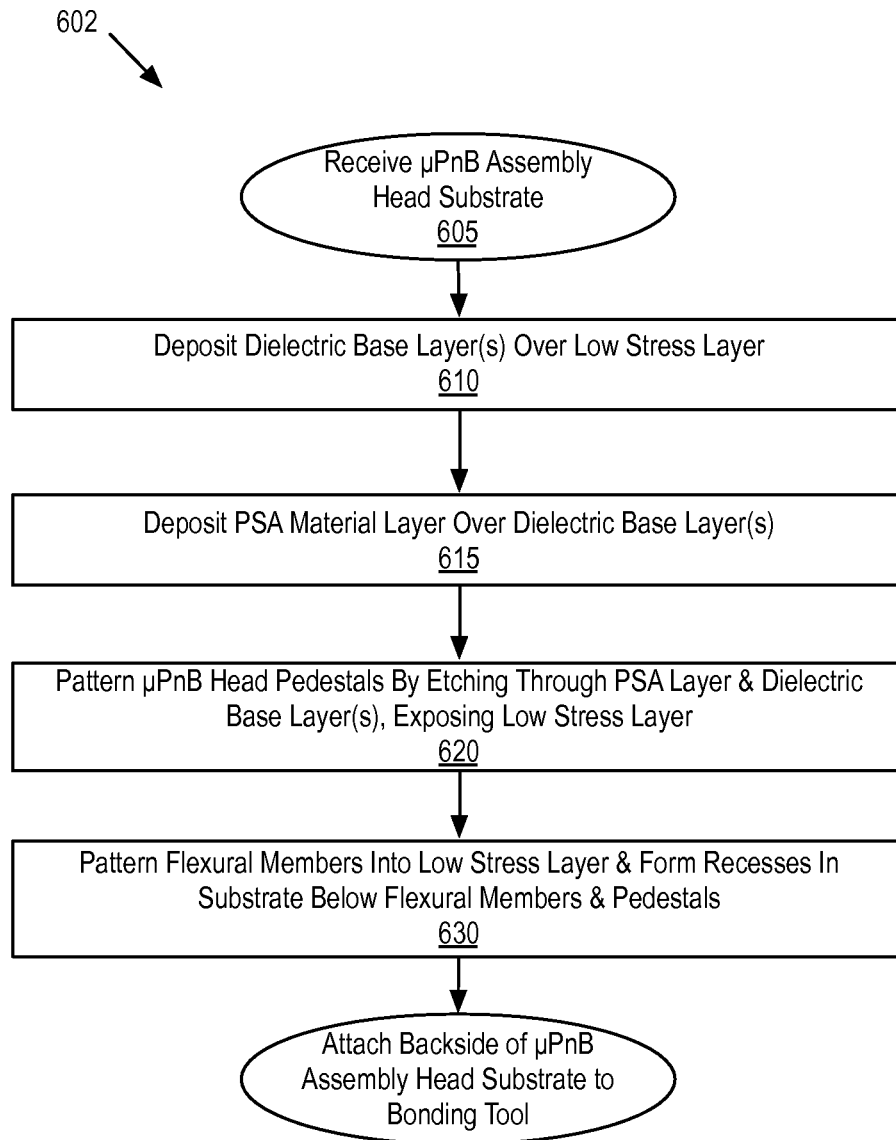 602
Receive µPnB Assembly
Head Substrate
605
Deposit Dielectric Base Layer(s) Over Low Stress Layer
610
Deposit PSA Material Layer Over Dielectric Base Layer(s)
615
Pattern µPnB Head Pedestals By Etching Through PSA Layer & Dielectric
Base Layer(s), Exposing Low Stress Layer
620
Pattern Flexural Members Into Low Stress Layer & Form Recesses In
Substrate Below Flexural Members & Pedestals
630
Attach Backside of µPnB
Assembly Head Substrate to
Bonding Tool